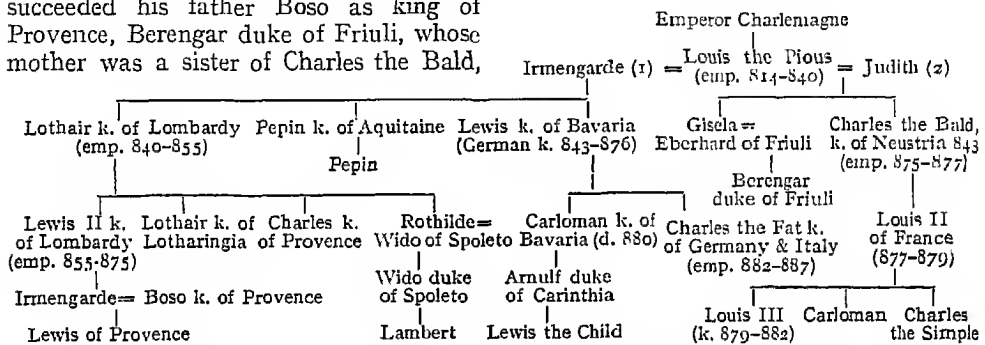 succeeded his father Boso as king of
Provence, Berengar duke of Friuli, whose
mother was a sister of Charles the Bald,
Emperor Charlemagne
Irmengarde (1) = Louis the Pious = Judith (2)
(emp. 814-840)
Lothair k. of Lombardy
(emp. 840-855)
Pepin k. of Aquitaine
Pepin
Lewis k. of Bavaria
(German k. 843-876)
Gisela=
Eberhard of Friuli
Berengar
duke of Friuli
Charles the Bald,
k. of Neustria 843
(emp. 875-877)
Lewis II k.
of Lombardy
(emp. 855-875)
Lothair k. of
Lotharingia
Charles k.
of Provence
Rothilde=
Wido of Spoleto
Carloman k. of
Bavaria (d. 880)
Charles the Fat k.
of Germany & Italy
(emp. 882-887)
Louis II
of France
(877-879)
Irmengarde= Boso k. of Provence
Wido duke
of Spoleto
Arnulf duke
of Carinthia
Lewis of Provence
Lambert
Lewis the Child
Louis III
(k. 879-882)
Carloman
Charles
the Simple